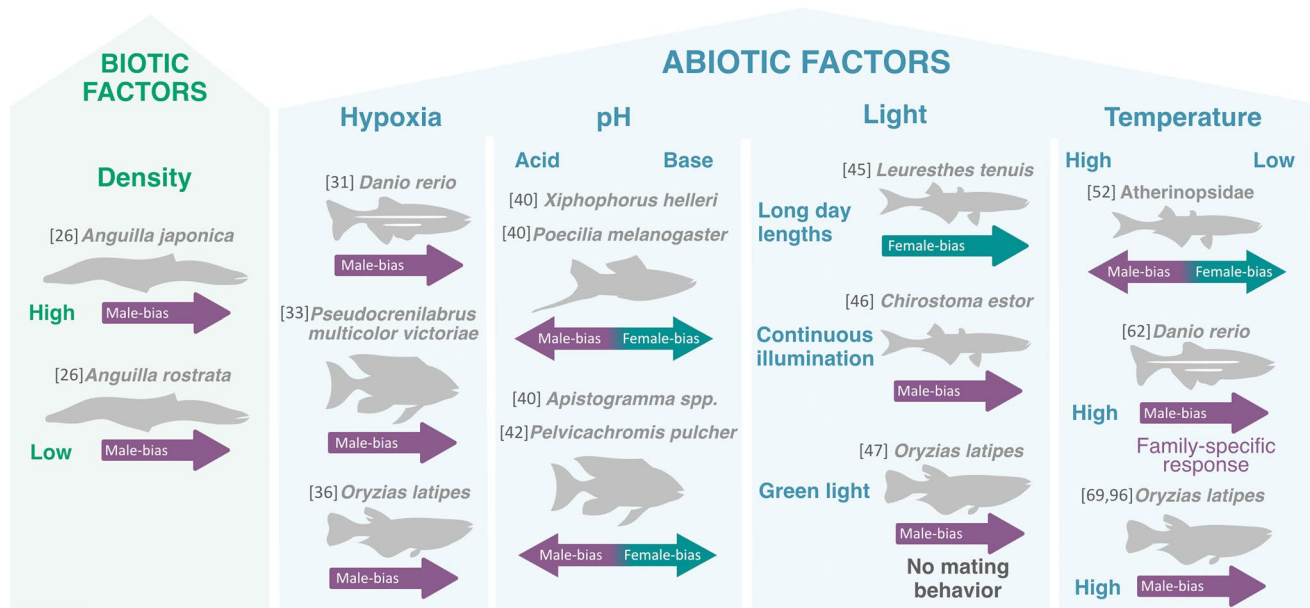 BIOTIC
FACTORS
Density
[26] Anguilla japonica
High
Male-bias
[26] Anguilla rostrata
Low
Male-bias
ABIOTIC FACTORS
Hypoxia
[31] Danio rerio
Male-bias
[33] Pseudocrenilabrus
multicolor victoriae
Male-bias
[36] Oryzias latipes
Male-bias
pH
Acid Base
[40] Xiphophorus helleri
[40] Poecilia melanogaster
Male-bias Female-bias
[40] Apistogramma spp.
[42] Pelvicachromis pulcher
Male-bias Female-bias
Light
[45] Leuresthes tenuis
Long day
lengths
Female-bias
[46] Chirostoma estor
Continuous
illumination
Male-bias
[47] Oryzias latipes
Green light
Male-bias
No mating
behavior
Temperature
High Low
[52] Atherinopsidae
Male-bias Female-bias
[62] Danio rerio
High
Male-bias
Family-specific
response
[69,96] Oryzias latipes
High
Male-bias